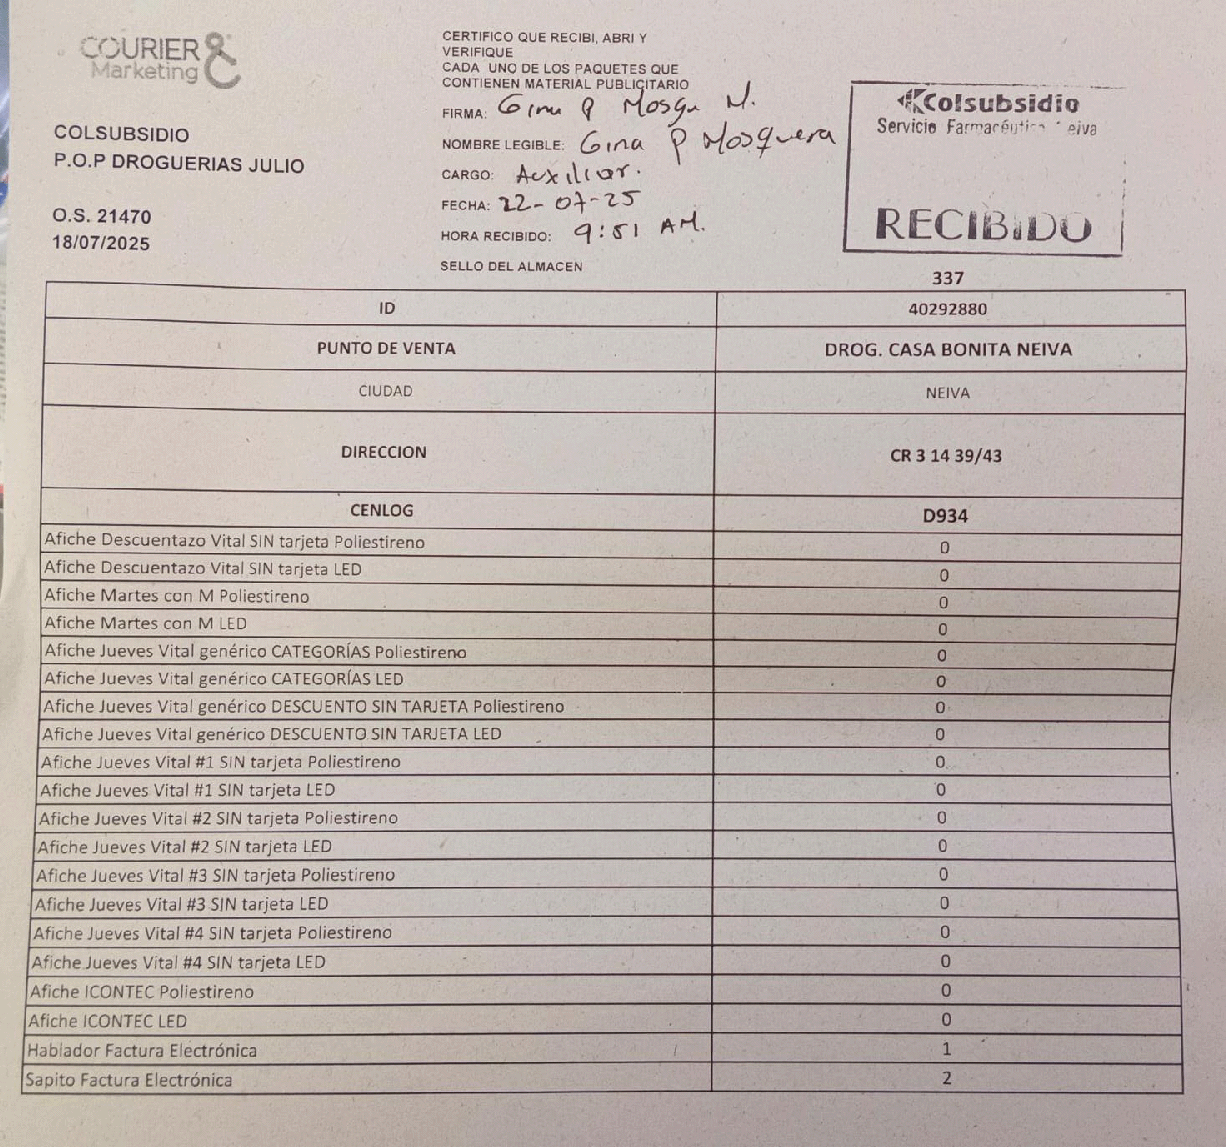 COURIER &
Marketing
COLSUBSIDIO
P.O.P DROGUERIAS JULIO
O.S. 21470
18/07/2025
CERTIFICO QUE RECIBI, ABRI Y
VERIFIQUE
CADA UNO DE LOS PAQUETES QUE
CONTIENEN MATERIAL PUBLICITARIO
FIRMA: Gina P Mosqu M.
NOMBRE LEGIBLE: Gina P Mosquera
CARGO: Auxiliar.
FECHA: 22-07-25
HORA RECIBIDO: 9:51 AM.
SELLO DEL ALMACEN
Colsubsidio
Servicio Farmacéutico Neiva
RECIBIDO
337
ID 40292880
PUNTO DE VENTA DROG. CASA BONITA NEIVA
CIUDAD NEIVA
DIRECCION CR 3 14 39/43
CENLOG D934
Afiche Descuentazo Vital SIN tarjeta Poliestireno 0
Afiche Descuentazo Vital SIN tarjeta LED 0
Afiche Martes con M Poliestireno 0
Afiche Martes con M LED 0
Afiche Jueves Vital genérico CATEGORÍAS Poliestireno 0
Afiche Jueves Vital genérico CATEGORÍAS LED 0
Afiche Jueves Vital genérico DESCUENTO SIN TARJETA Poliestireno 0
Afiche Jueves Vital genérico DESCUENTO SIN TARJETA LED 0
Afiche Jueves Vital #1 SIN tarjeta Poliestireno 0
Afiche Jueves Vital #1 SIN tarjeta LED 0
Afiche Jueves Vital #2 SIN tarjeta Poliestireno 0
Afiche Jueves Vital #2 SIN tarjeta LED 0
Afiche Jueves Vital #3 SIN tarjeta Poliestireno 0
Afiche Jueves Vital #3 SIN tarjeta LED 0
Afiche Jueves Vital #4 SIN tarjeta Poliestireno 0
Afiche Jueves Vital #4 SIN tarjeta LED 0
Afiche ICONTEC Poliestireno 0
Afiche ICONTEC LED 0
Hablador Factura Electrónica 1
Sapito Factura Electrónica 2